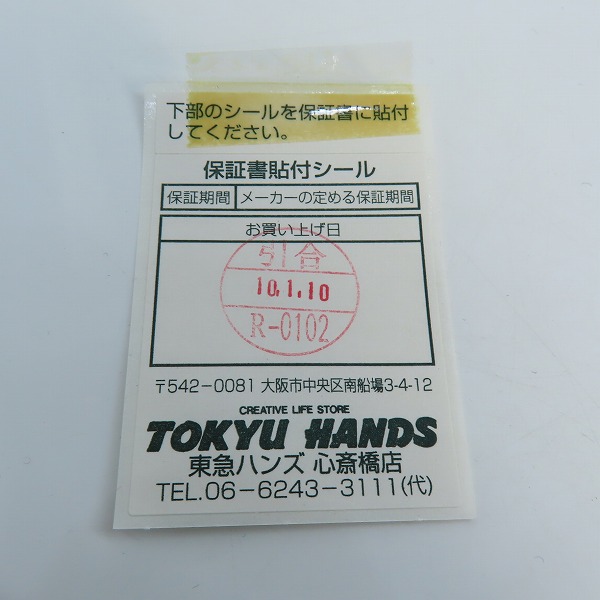 下部のシールを保証書に貼付
してください。
保証書貼付シール
保証期間 メーカーの定める保証期間
お買い上げ日
引合
10.1.10
R-0102
〒542-0081 大阪市中央区南船場3-4-12
CREATIVE LIFE STORE
TOKYU HANDS
東急ハンズ 心斎橋店
TEL.06-6243-3111(代)